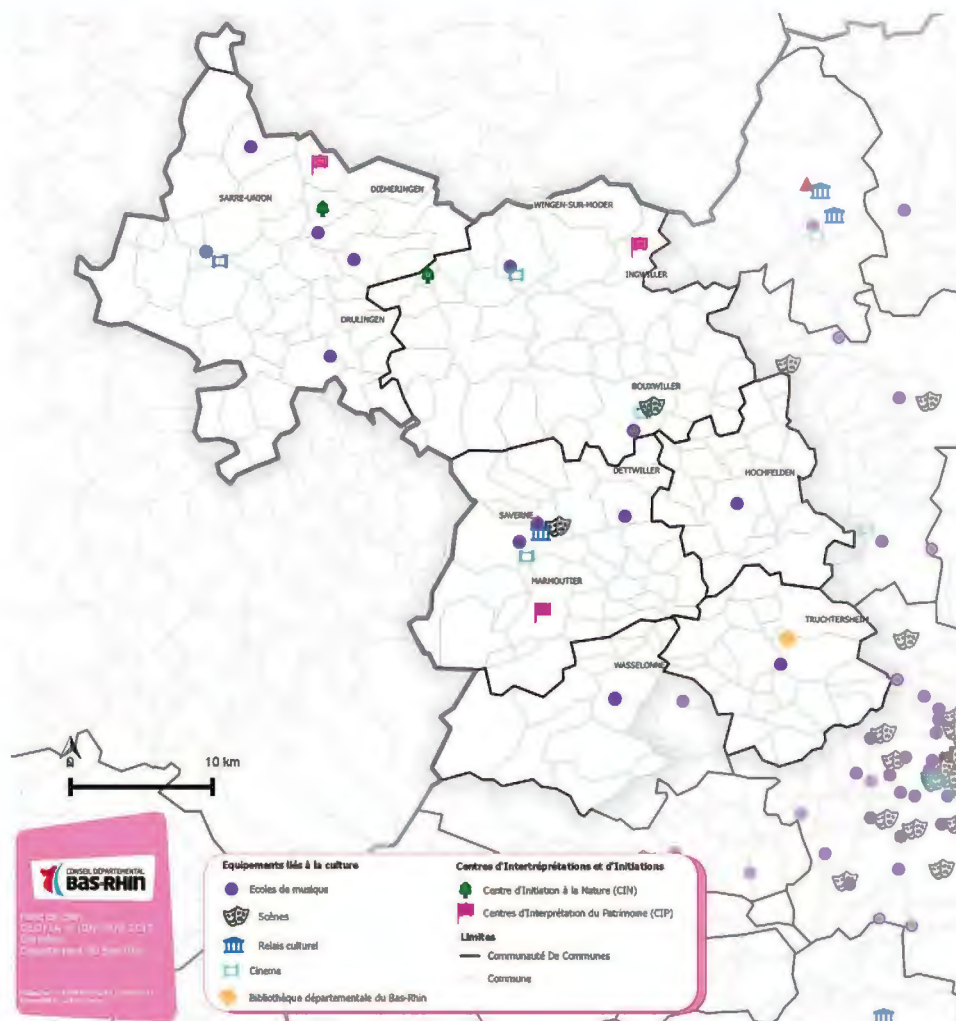 SARRE-UNION
DIEMERINGEN
WINGEN-SUR-MODER
INGWILLER
DRULINGEN
BOUXWILLER
DETTWILLER
HOCHFELDEN
SAVERNE
MARMOUTIER
TRUCHTERSHEIM
WASSELONNE
10 km
CONSEIL DÉPARTEMENTAL
BAS-RHIN
Equipements liés à la culture
Ecoles de musique
Scènes
Relais culturel
Cinema
Bibliothèque départementale du Bas-Rhin
Centres d'Intertréprétations et d'Initiations
Centre d'Initiation à la Nature (CIN)
Centres d'Interprétation du Patrimoine (CIP)
Limites
Communauté De Communes
Commune